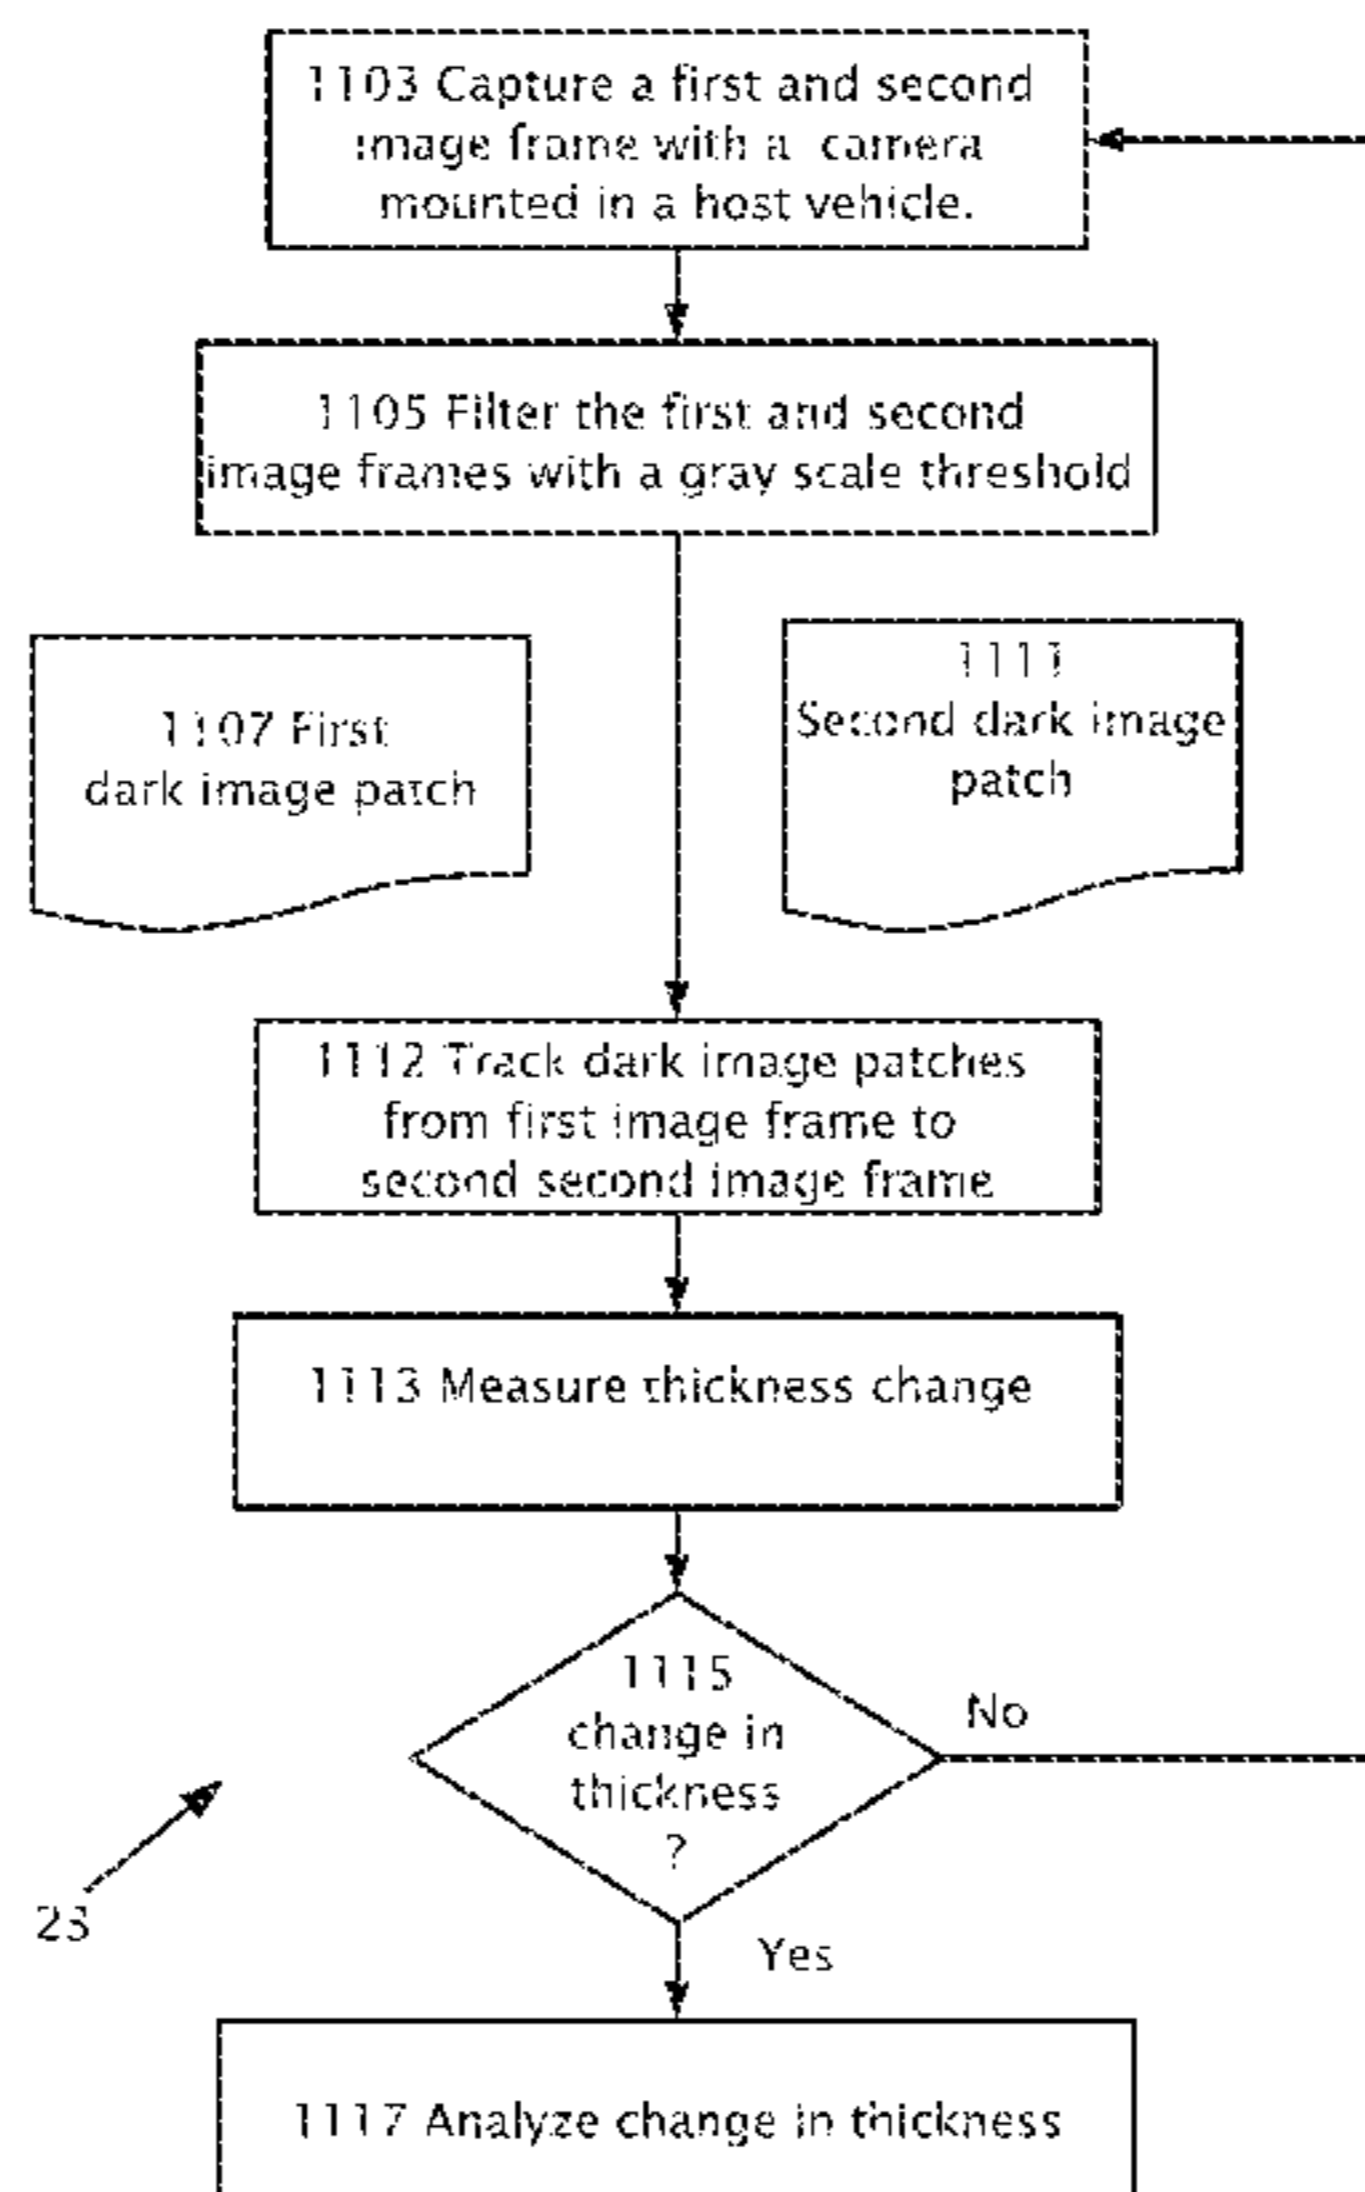 1103 Capture a first and second
image frame with a camera
mounted in a host vehicle.
1105 Filter the first and second
image frames with a gray scale threshold
1107 First
dark image patch
1111
Second dark image
patch
1112 Track dark image patches
from first image frame to
second second image frame
1113 Measure thickness change
1115
change in
thickness
?
No
23
Yes
1117 Analyze change in thickness